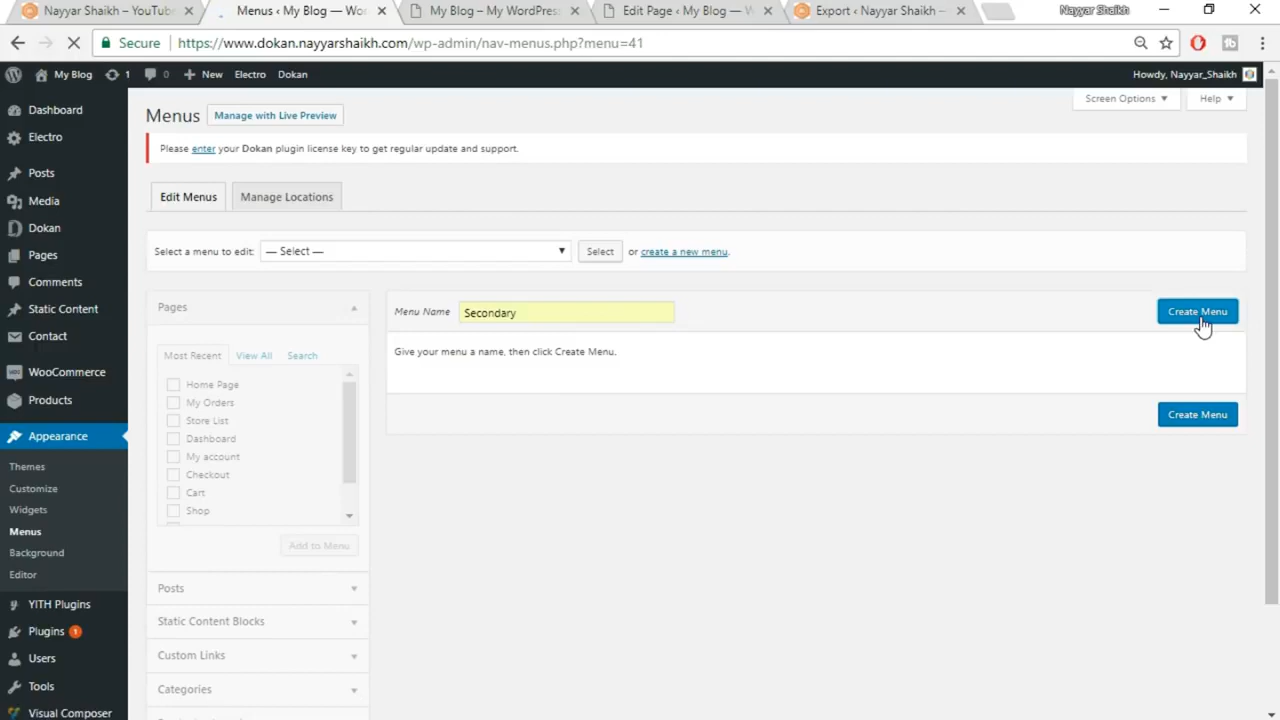 Nayyar Shaikh – YouTub
Menus ‹ My Blog — Wo
My Blog – My WordPres
Edit Page ‹ My Blog — W
Export ‹ Nayyar Shaikh —
Nayyar Shaikh
Secure
https://www.dokan.nayyarshaikh.com/wp-admin/nav-menus.php?menu=41
My Blog
1
0
New
Electro
Dokan
Howdy, Nayyar_Shaikh
Dashboard
Electro
Posts
Media
Dokan
Pages
Comments
Static Content
Contact
WooCommerce
Products
Appearance
Themes
Customize
Widgets
Menus
Background
Editor
YITH Plugins
Plugins 1
Users
Tools
Visual Composer
Screen Options ▼
Help ▼
Menus
Manage with Live Preview
Please enter your Dokan plugin license key to get regular update and support.
Edit Menus
Manage Locations
Select a menu to edit:
— Select —
Select
or create a new menu.
Pages
Most Recent
View All
Search
Home Page
My Orders
Store List
Dashboard
My account
Checkout
Cart
Shop
Add to Menu
Posts
Static Content Blocks
Custom Links
Categories
Menu Name
Secondary
Create Menu
Give your menu a name, then click Create Menu.
Create Menu